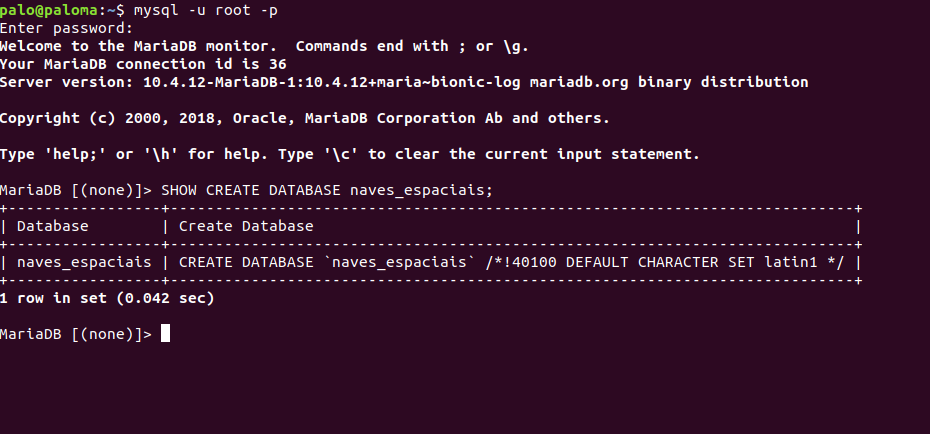 palo@paloma:~$ mysql -u root -p
Enter password:
Welcome to the MariaDB monitor.  Commands end with ; or \g.
Your MariaDB connection id is 36
Server version: 10.4.12-MariaDB-1:10.4.12+maria~bionic-log mariadb.org binary distribution

Copyright (c) 2000, 2018, Oracle, MariaDB Corporation Ab and others.

Type 'help;' or '\h' for help. Type '\c' to clear the current input statement.

MariaDB [(none)]> SHOW CREATE DATABASE naves_espaciais;
+-----------------+----------------------------------------------------------------------------+
| Database        | Create Database                                                            |
+-----------------+----------------------------------------------------------------------------+
| naves_espaciais | CREATE DATABASE `naves_espaciais` /*!40100 DEFAULT CHARACTER SET latin1 */ |
+-----------------+----------------------------------------------------------------------------+
1 row in set (0.042 sec)

MariaDB [(none)]>